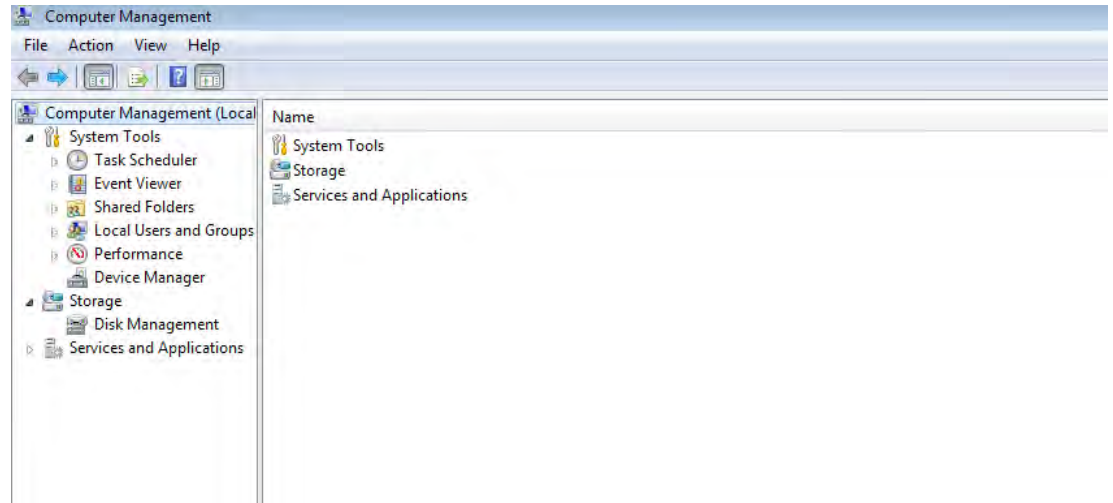 Computer Management
File Action View Help
Computer Management (Local
System Tools
Task Scheduler
Event Viewer
Shared Folders
Local Users and Groups
Performance
Device Manager
Storage
Disk Management
Services and Applications
Name
System Tools
Storage
Services and Applications